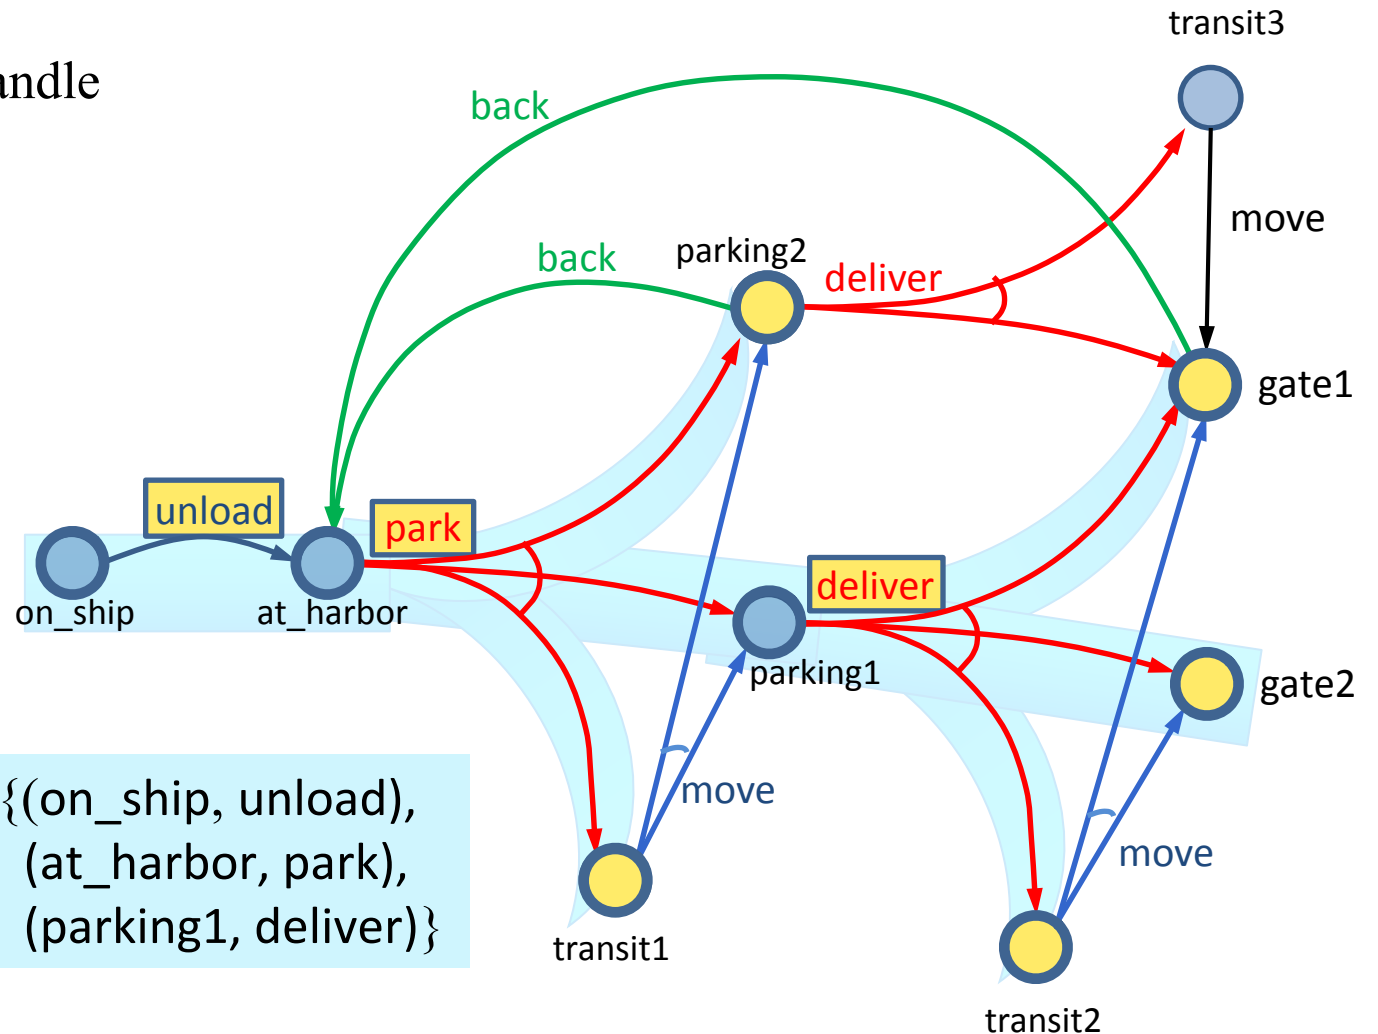 transit3
andle
back
move
parking2
back
deliver
gate1
unload
park
deliver
on_ship
at_harbor
parking1
gate2
{(on_ship, unload),
(at_harbor, park),
(parking1, deliver)}
move
move
transit1
transit2